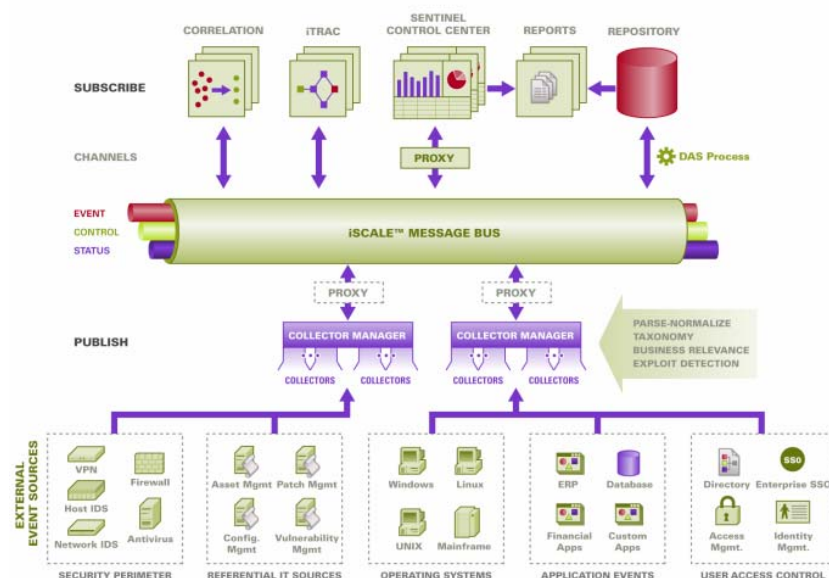 CORRELATION
iTRAC
SENTINEL
CONTROL CENTER
REPORTS
REPOSITORY
SUBSCRIBE
CHANNELS
PROXY
DAS Process
EVENT
CONTROL
STATUS
iSCALE™ MESSAGE BUS
PROXY
PROXY
PUBLISH
COLLECTOR MANAGER
COLLECTORS
COLLECTORS
COLLECTOR MANAGER
COLLECTORS
COLLECTORS
PARSE-NORMALIZE
TAXONOMY
BUSINESS RELEVANCE
EXPLOIT DETECTION
EXTERNAL
EVENT SOURCES
VPN
Firewall
Host IDS
Network IDS
Antivirus
SECURITY PERIMETER
Asset Mgmt
Patch Mgmt
Config.
Mgmt
Vulnerability
Mgmt
REFERENTIAL IT SOURCES
Windows
Linux
UNIX
Mainframe
OPERATING SYSTEMS
ERP
Database
Financial
Apps
Custom
Apps
APPLICATION EVENTS
SSO
Directory
Enterprise SSO
Access
Mgmt.
Identity
Mgmt.
USER ACCESS CONTROL